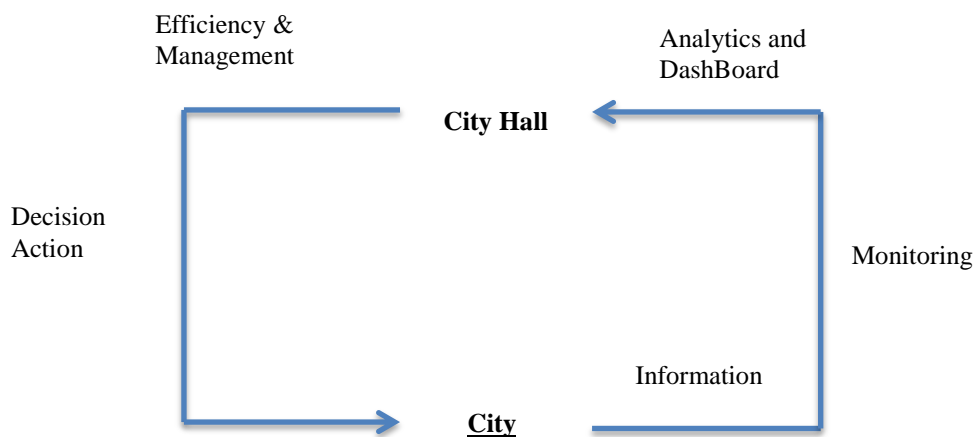 Efficiency &
Management
Analytics and
DashBoard
City Hall
Decision
Action
Monitoring
Information
City